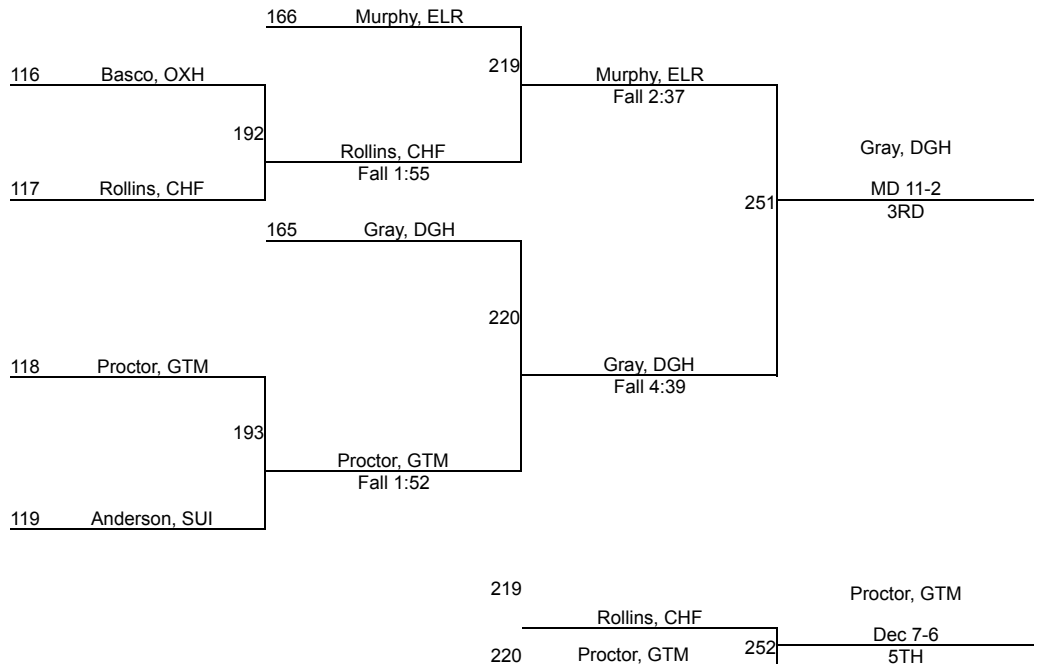 166 Murphy, ELR
116 Basco, OXH
219
Murphy, ELR
Fall 2:37
192
Rollins, CHF
Fall 1:55
117 Rollins, CHF
Gray, DGH
251
MD 11-2
3RD
165 Gray, DGH
220
118 Proctor, GTM
Gray, DGH
Fall 4:39
193
Proctor, GTM
Fall 1:52
119 Anderson, SUI
219
Rollins, CHF
Proctor, GTM
220 Proctor, GTM
252
Dec 7-6
5TH